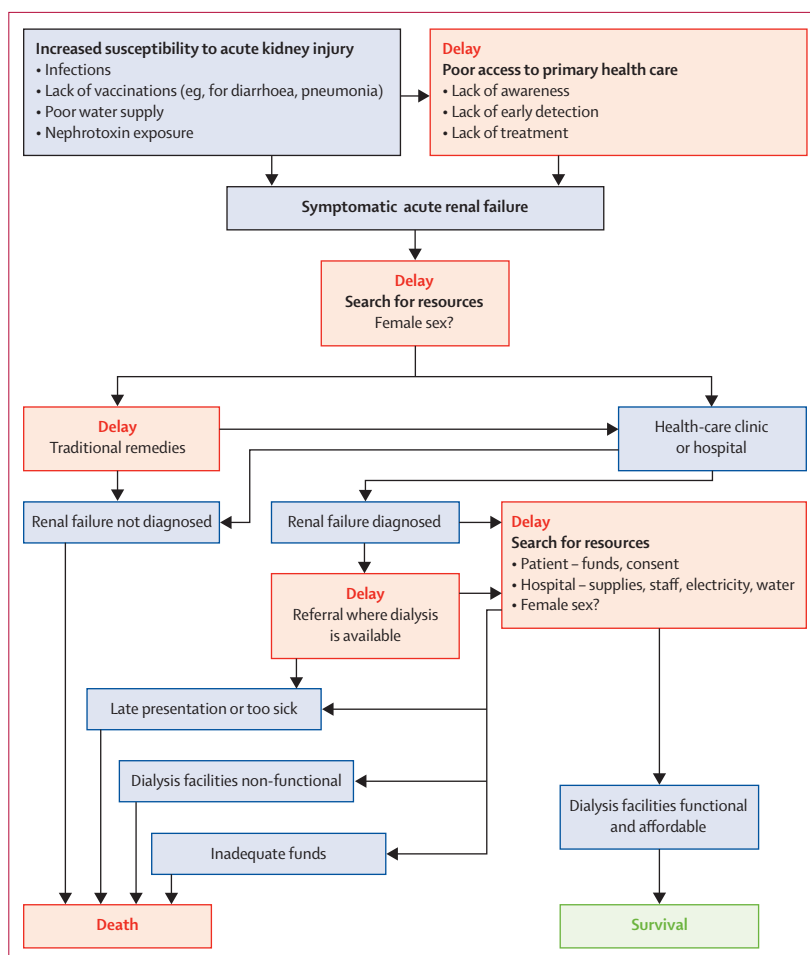 Increased susceptibility to acute kidney injury
• Infections
• Lack of vaccinations (eg, for diarrhoea, pneumonia)
• Poor water supply
• Nephrotoxin exposure
Delay
Poor access to primary health care
• Lack of awareness
• Lack of early detection
• Lack of treatment
Symptomatic acute renal failure
Delay
Search for resources
Female sex?
Delay
Traditional remedies
Health-care clinic
or hospital
Renal failure not diagnosed
Renal failure diagnosed
Delay
Search for resources
• Patient – funds, consent
• Hospital – supplies, staff, electricity, water
• Female sex?
Delay
Referral where dialysis
is available
Late presentation or too sick
Dialysis facilities non-functional
Dialysis facilities functional
and affordable
Inadequate funds
Death
Survival